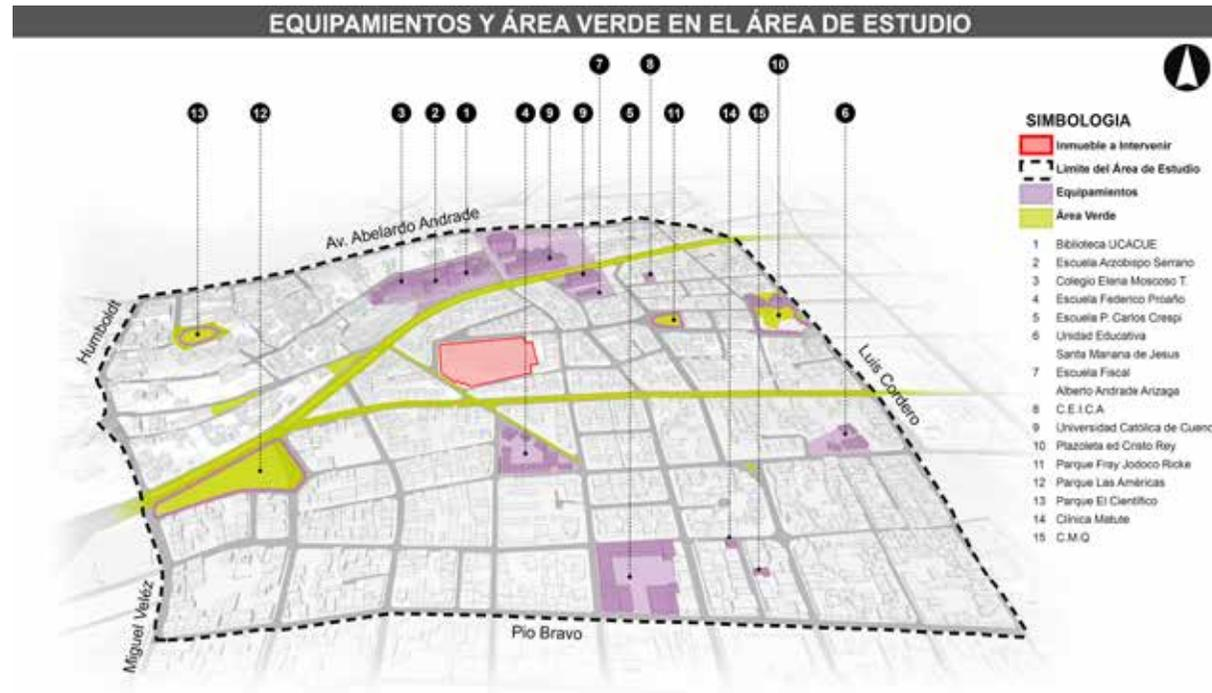 EQUIPAMIENTOS Y ÁREA VERDE EN EL ÁREA DE ESTUDIO
7 8 10
13 12 3 2 1 4 9 9 5 11 14 15 6
Av. Abelardo Andrade
Humboldt
Luis Cordero
Miguel Veléz
Pio Bravo
SIMBOLOGIA
Inmueble a Intervenir
Limite del Área de Estudio
Equipamientos
Área Verde
1 Biblioteca UCACUE
2 Escuela Arzobispo Serrano
3 Colegio Elena Moscoso T.
4 Escuela Federico Proaño
5 Escuela P. Carlos Crespi
6 Unidad Educativa
Santa Mariana de Jesus
7 Escuela Fiscal
Alberto Andrade Arizaga
8 C.E.I.C.A
9 Universidad Católica de Cuenc
10 Plazoleta ed Cristo Rey
11 Parque Fray Jodoco Ricke
12 Parque Las Américas
13 Parque El Científico
14 Clínica Matute
15 C.M.Q